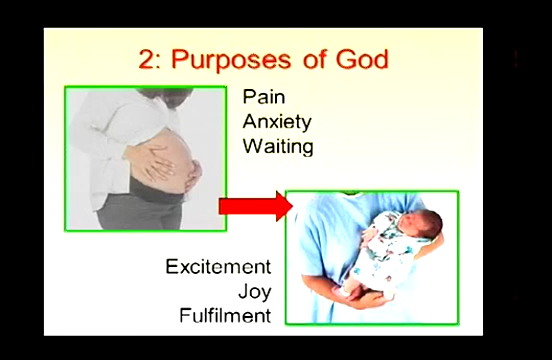 2: Purposes of God
Pain
Anxiety
Waiting
Excitement
Joy
Fulfilment